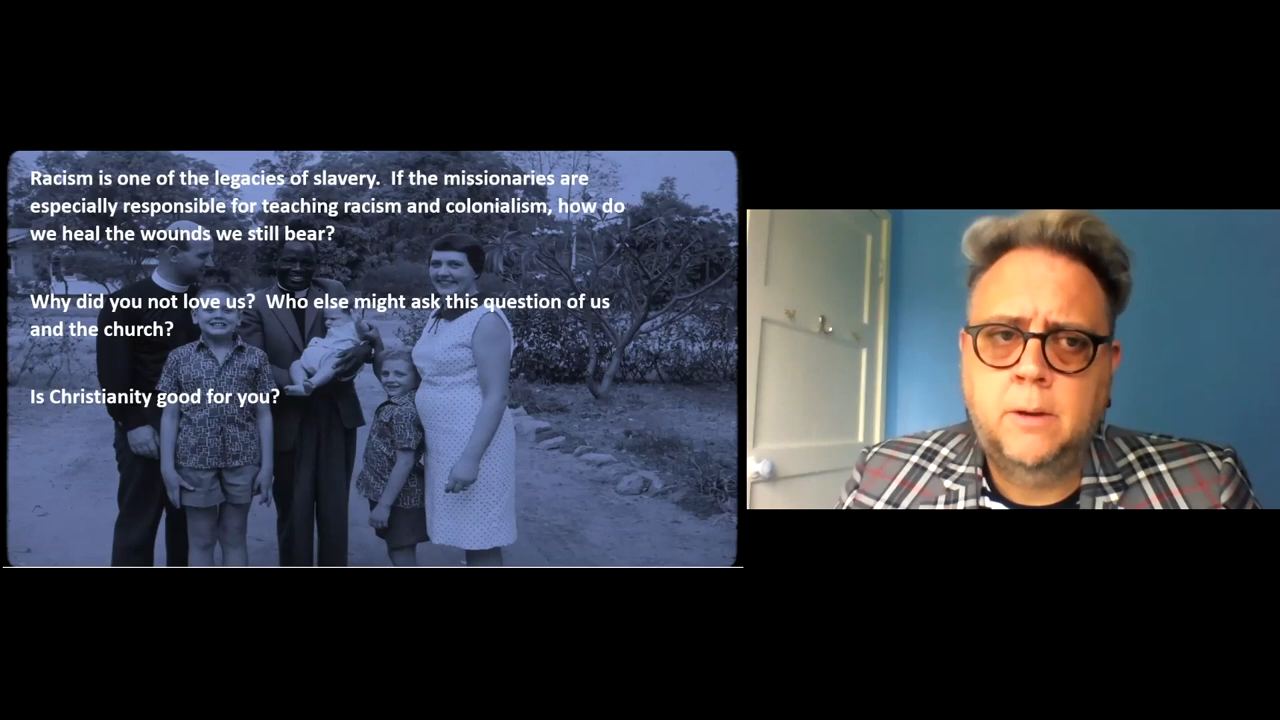 Racism is one of the legacies of slavery.  If the missionaries are
especially responsible for teaching racism and colonialism, how do
we heal the wounds we still bear?
Why did you not love us?  Who else might ask this question of us
and the church?
Is Christianity good for you?